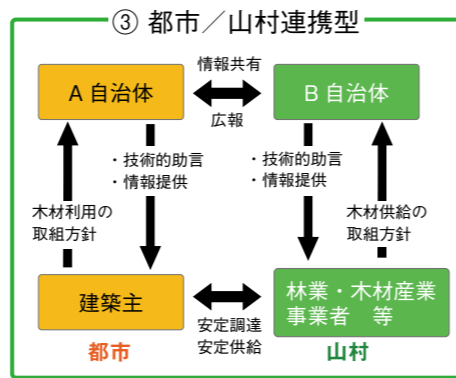 ③ 都市／山村連携型
A 自治体
情報共有
広報
B 自治体
・技術的助言
・情報提供
・技術的助言
・情報提供
木材利用の
取組方針
木材供給の
取組方針
建築主
安定調達
安定供給
林業・木材産業
事業者　等
都市
山村